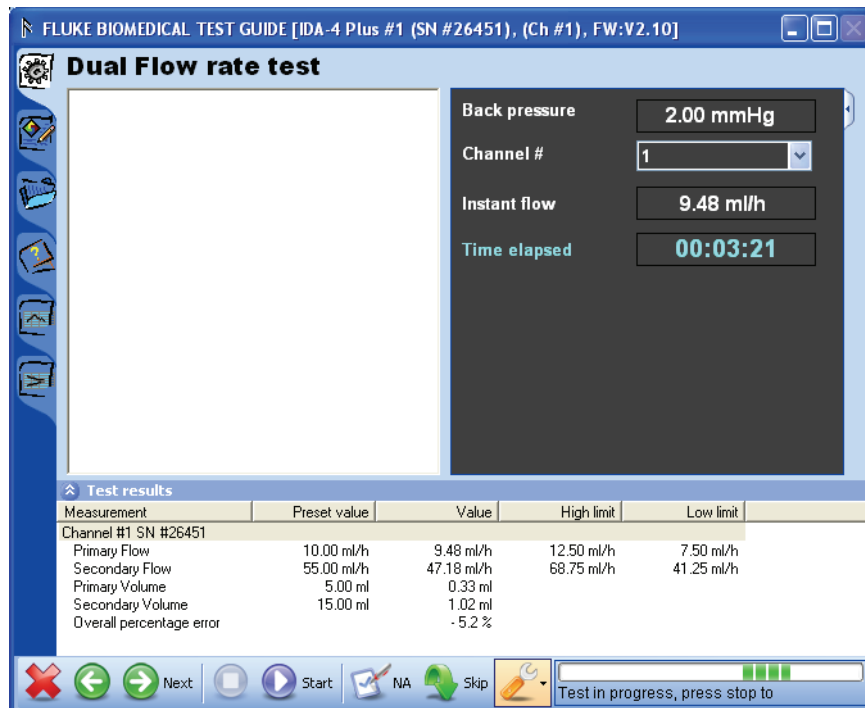 FLUKE BIOMEDICAL TEST GUIDE [IDA-4 Plus #1 (SN #26451), (Ch #1), FW:V2.10]
Dual Flow rate test
Back pressure 2.00 mmHg
Channel # 1
Instant flow 9.48 ml/h
Time elapsed 00:03:21
Test results
Measurement Preset value Value High limit Low limit
Channel #1 SN #26451
Primary Flow 10.00 ml/h 9.48 ml/h 12.50 ml/h 7.50 ml/h
Secondary Flow 55.00 ml/h 47.18 ml/h 68.75 ml/h 41.25 ml/h
Primary Volume 5.00 ml 0.33 ml
Secondary Volume 15.00 ml 1.02 ml
Overall percentage error - 5.2 %
Next Start NA Skip
Test in progress, press stop to